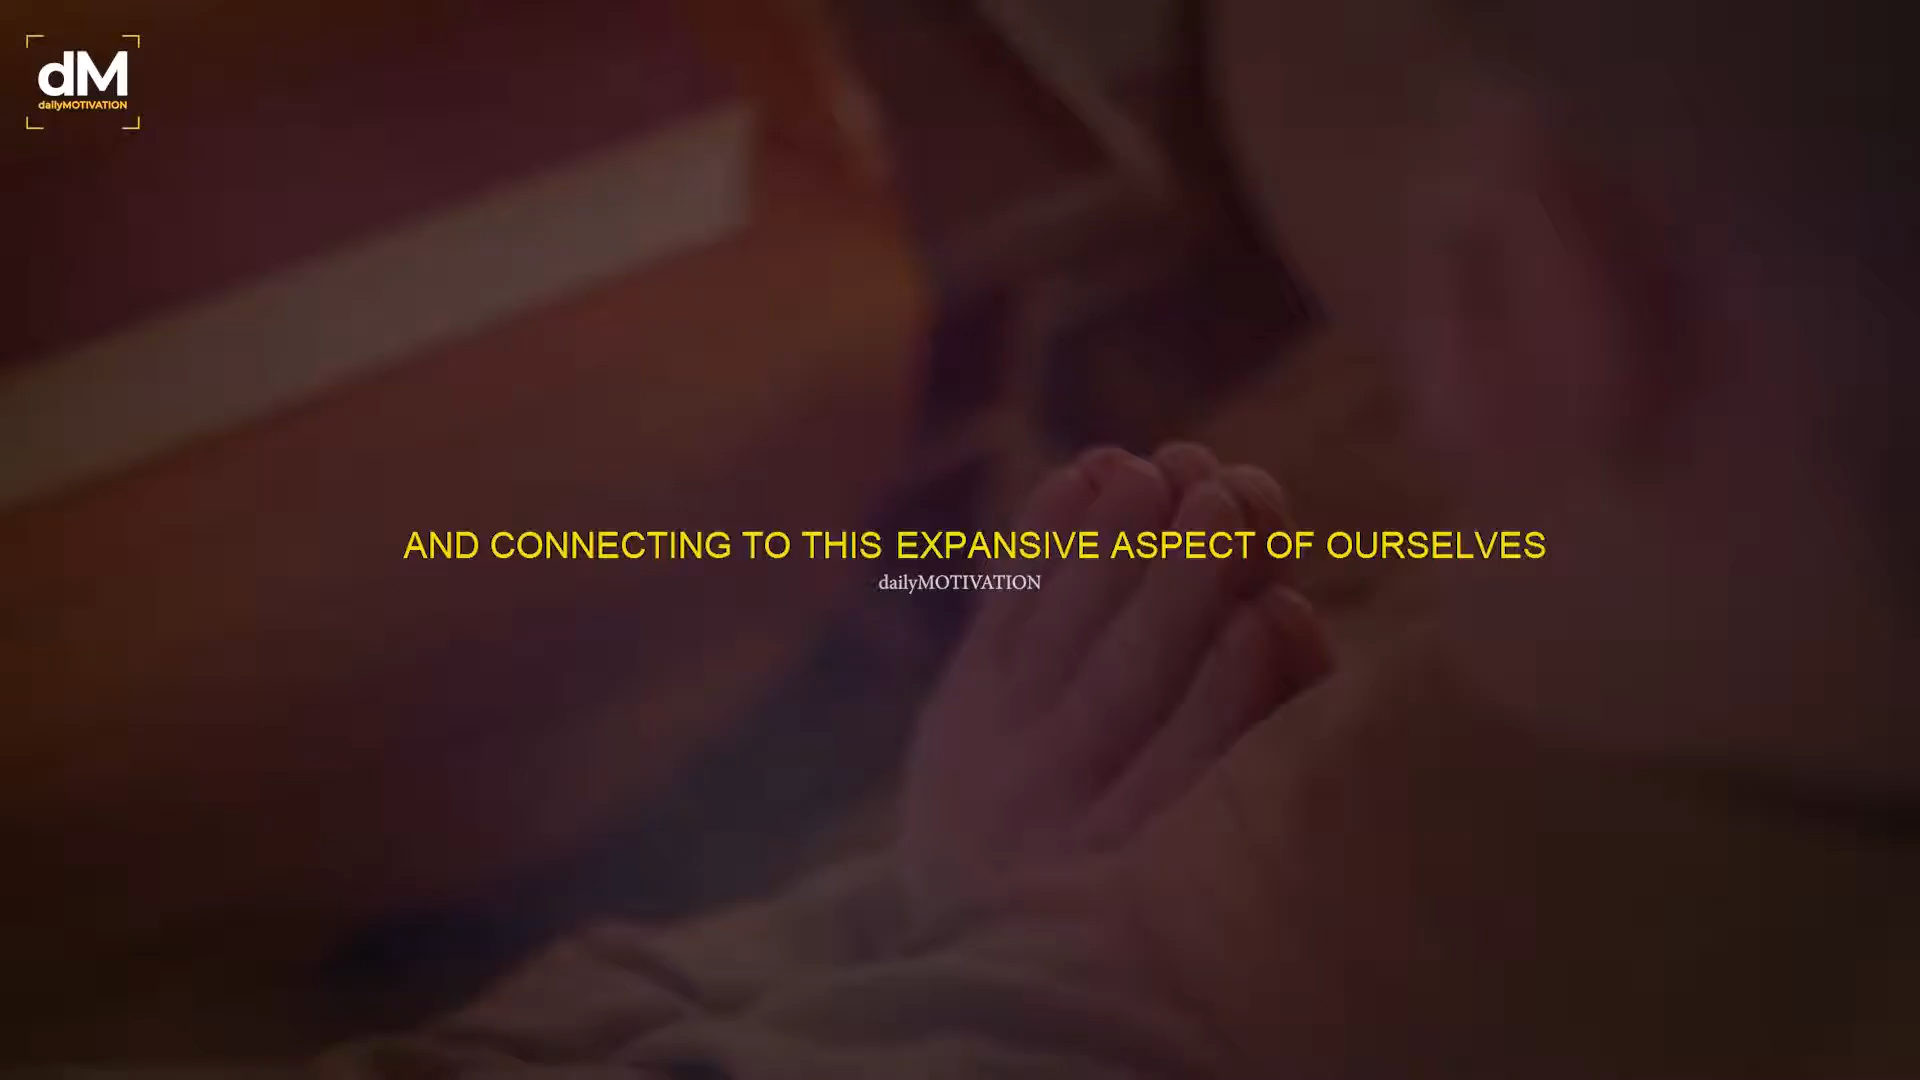 dM
dailyMOTIVATION
AND CONNECTING TO THIS EXPANSIVE ASPECT OF OURSELVES
dailyMOTIVATION